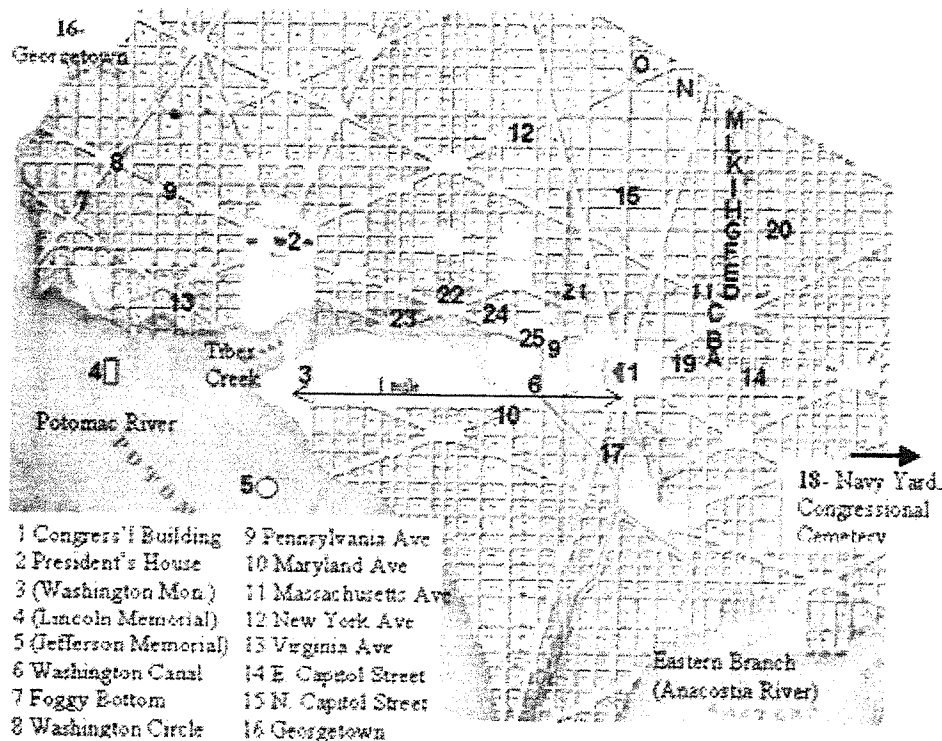 16-
Georgetown
O
N
M
L
K
I
H
G
F
E
D
C
B
A
12
8
9
7
15
20
2
13
22
21
11
24
23
25
9
Tiber
Creek
4
3
1 mile
6
1
19
14
10
Potomac River
17
5
18- Navy Yard,
Congressional
Cemetery
1 Congress'l Building
2 President's House
3 (Washington Mon.)
4 (Lincoln Memorial)
5 (Jefferson Memorial)
6 Washington Canal
7 Foggy Bottom
8 Washington Circle
9 Pennsylvania Ave
10 Maryland Ave
11 Massachusetts Ave
12 New York Ave
13 Virginia Ave
14 E. Capitol Street
15 N. Capitol Street
16 Georgetown
Eastern Branch
(Anacostia River)